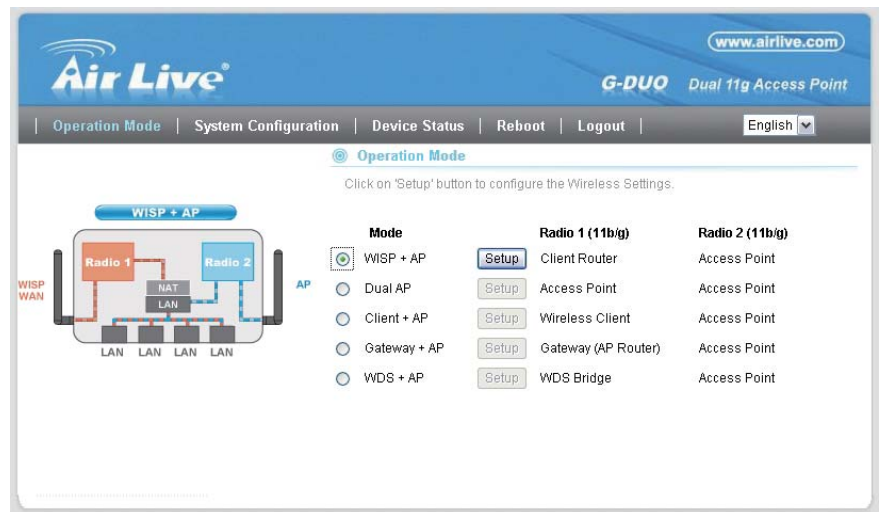 www.airlive.com
Air Live®
G-DUO Dual 11g Access Point
| Operation Mode | System Configuration | Device Status | Reboot | Logout | English
Operation Mode
Click on 'Setup' button to configure the Wireless Settings.
WISP + AP
Radio 1
Radio 2
NAT
LAN
WISP
WAN
AP
LAN LAN LAN LAN
Mode Radio 1 (11b/g) Radio 2 (11b/g)
WISP + AP Setup Client Router Access Point
Dual AP Setup Access Point Access Point
Client + AP Setup Wireless Client Access Point
Gateway + AP Setup Gateway (AP Router) Access Point
WDS + AP Setup WDS Bridge Access Point